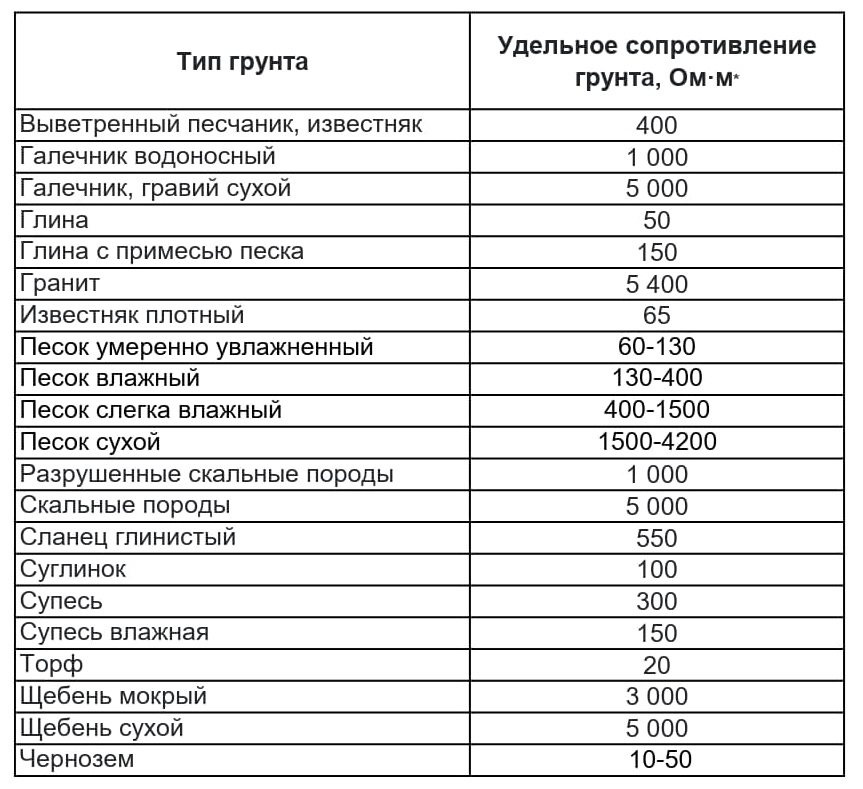 Тип грунта
Удельное сопротивление
грунта, Ом·м*
Выветренный песчаник, известняк 400
Галечник водоносный 1 000
Галечник, гравий сухой 5 000
Глина 50
Глина с примесью песка 150
Гранит 5 400
Известняк плотный 65
Песок умеренно увлажненный 60-130
Песок влажный 130-400
Песок слегка влажный 400-1500
Песок сухой 1500-4200
Разрушенные скальные породы 1 000
Скальные породы 5 000
Сланец глинистый 550
Суглинок 100
Супесь 300
Супесь влажная 150
Торф 20
Щебень мокрый 3 000
Щебень сухой 5 000
Чернозем 10-50